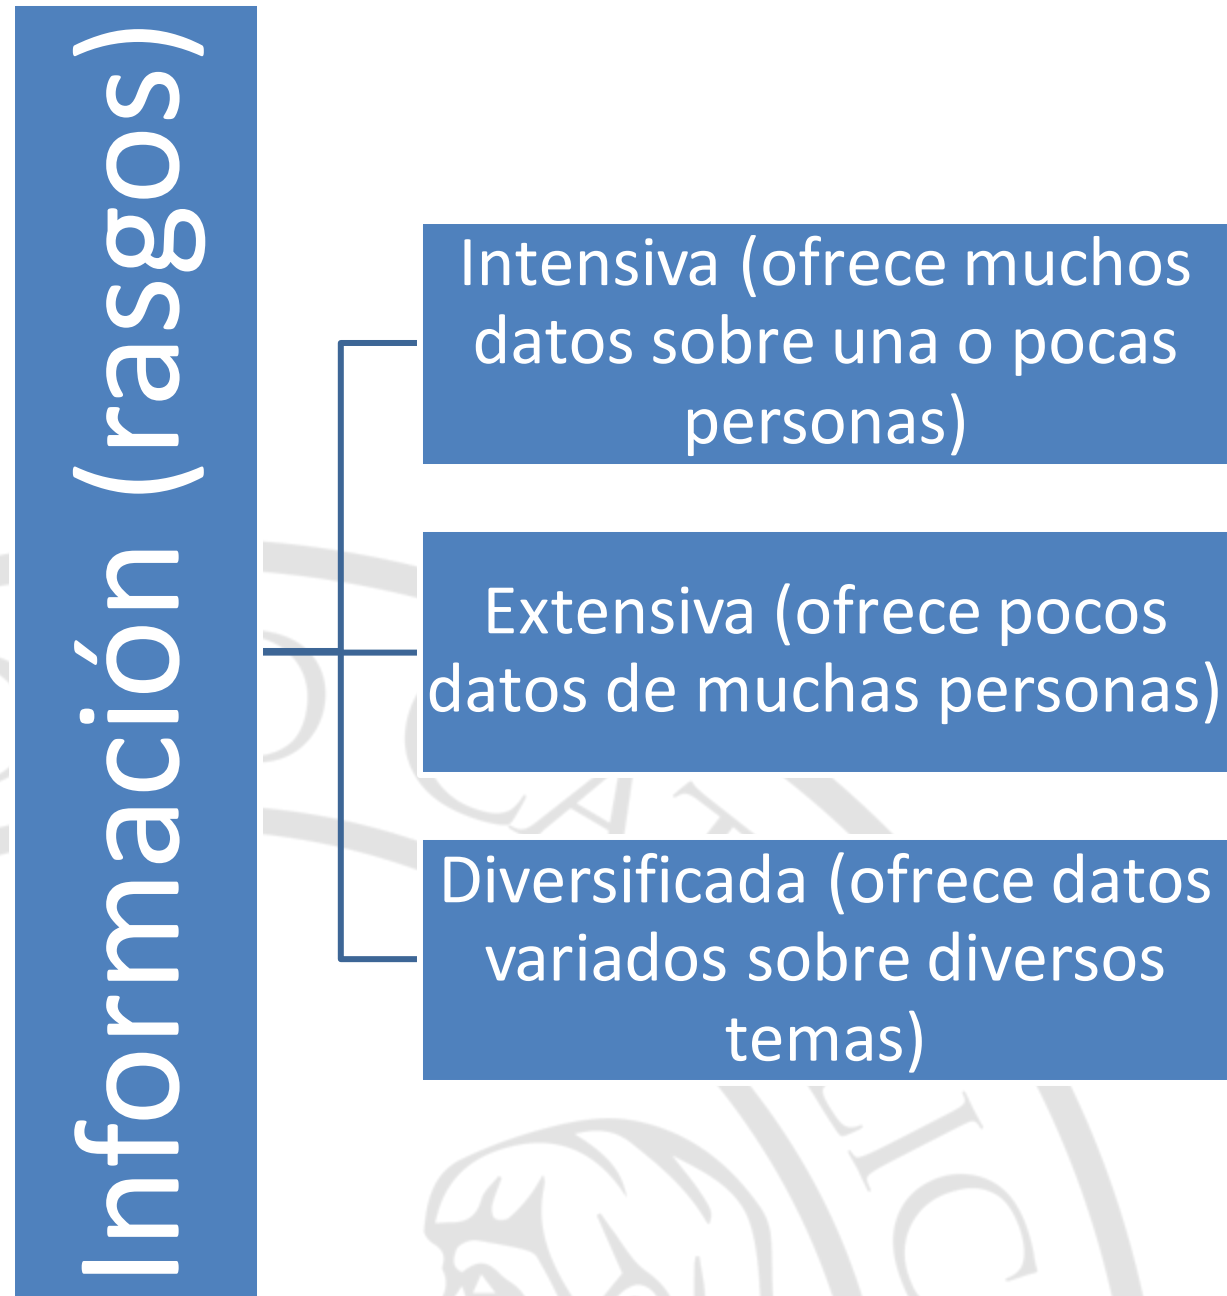 Información (rasgos)
Intensiva (ofrece muchos
datos sobre una o pocas
personas)
Extensiva (ofrece pocos
datos de muchas personas)
Diversificada (ofrece datos
variados sobre diversos
temas)